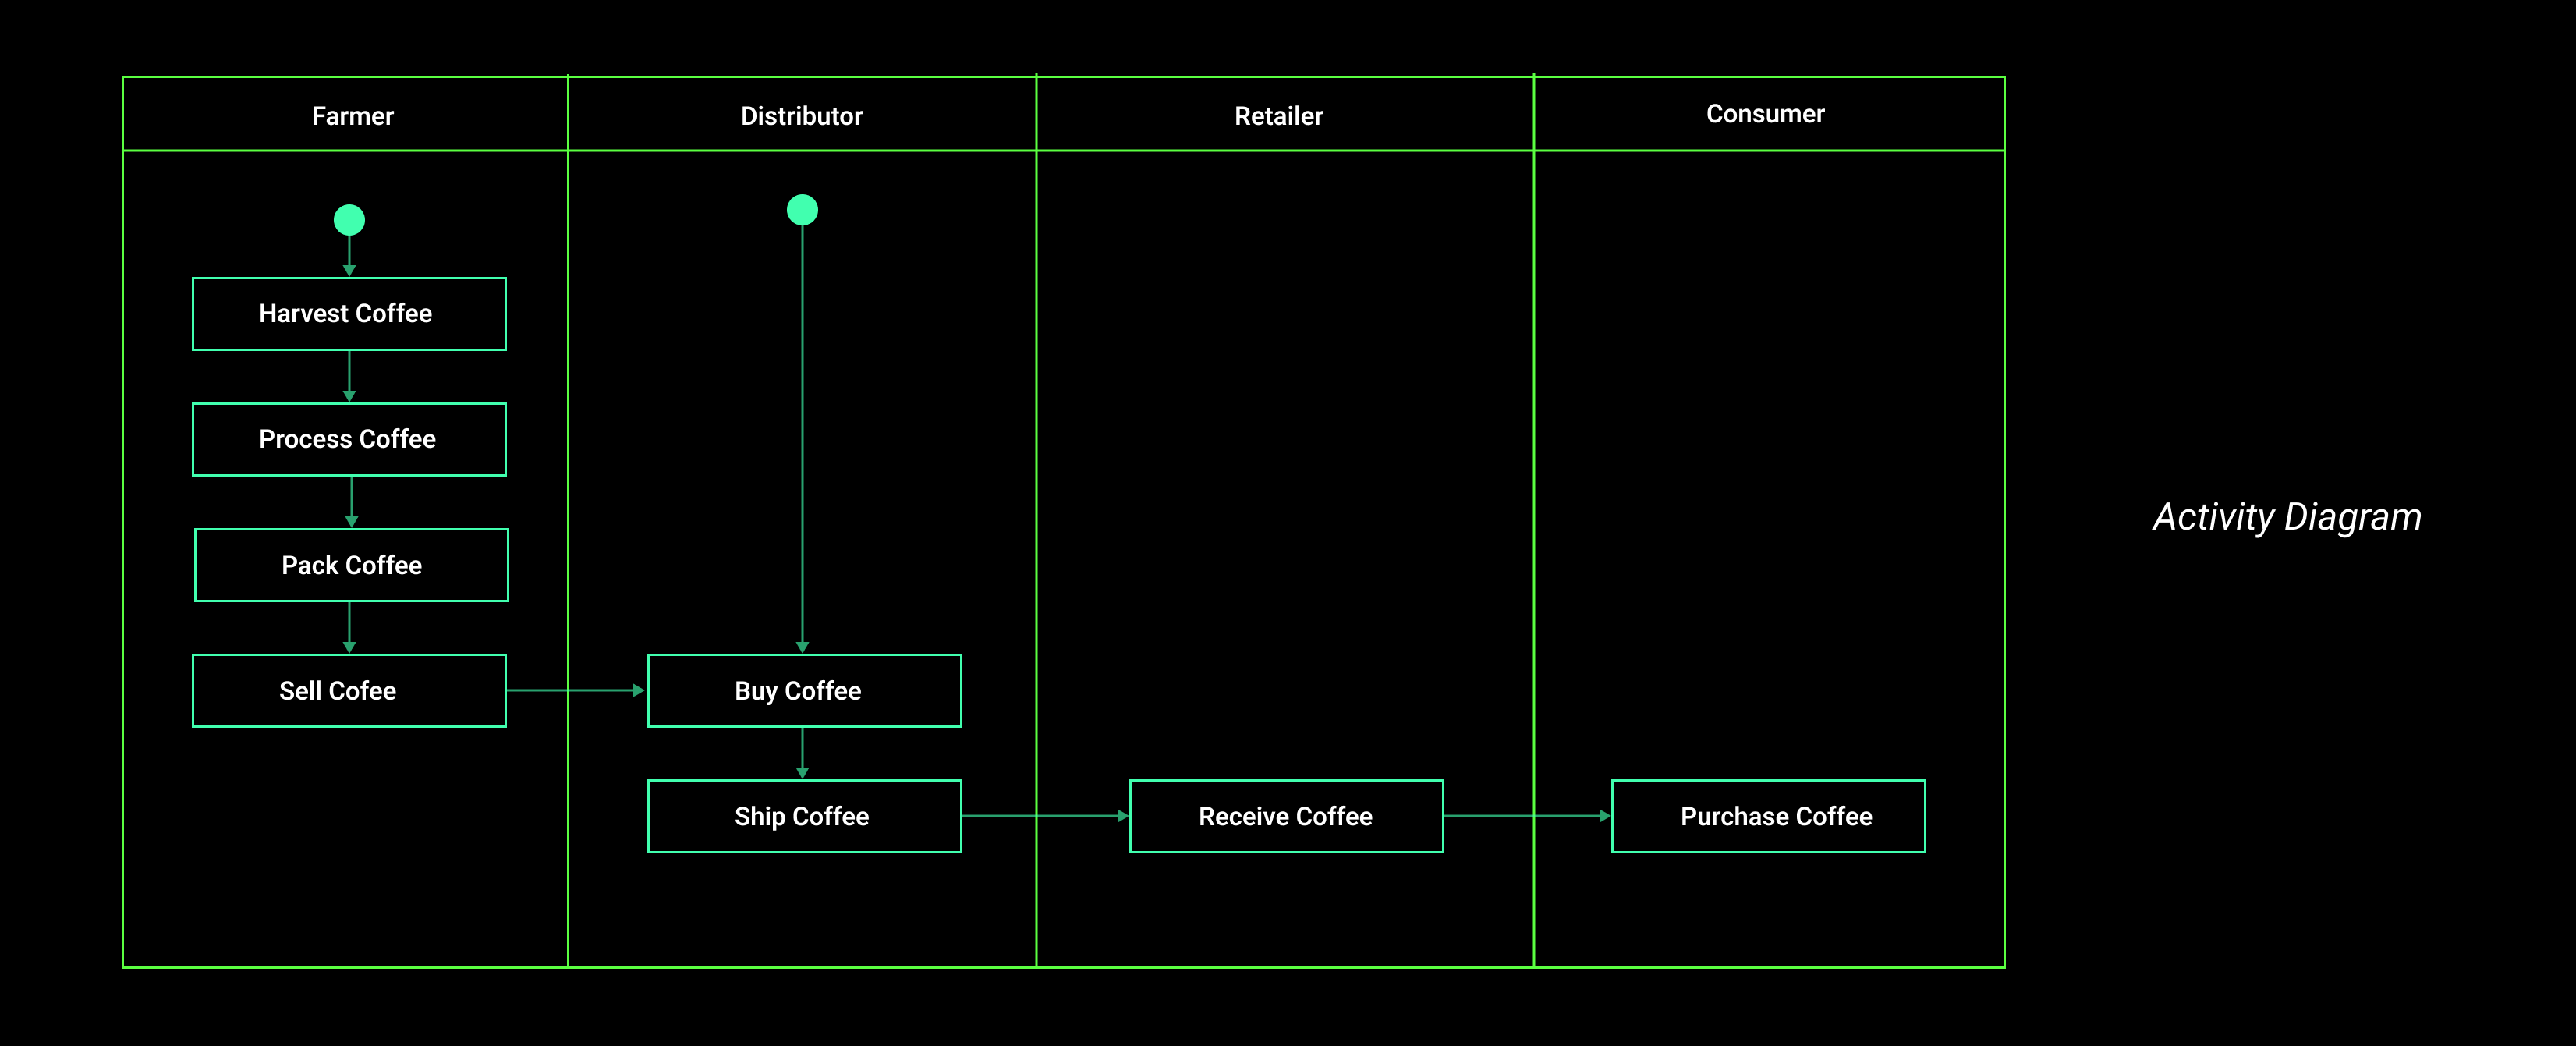 Farmer
Distributor
Retailer
Consumer
Harvest Coffee
Process Coffee
Pack Coffee
Sell Cofee
Buy Coffee
Ship Coffee
Receive Coffee
Purchase Coffee
Activity Diagram